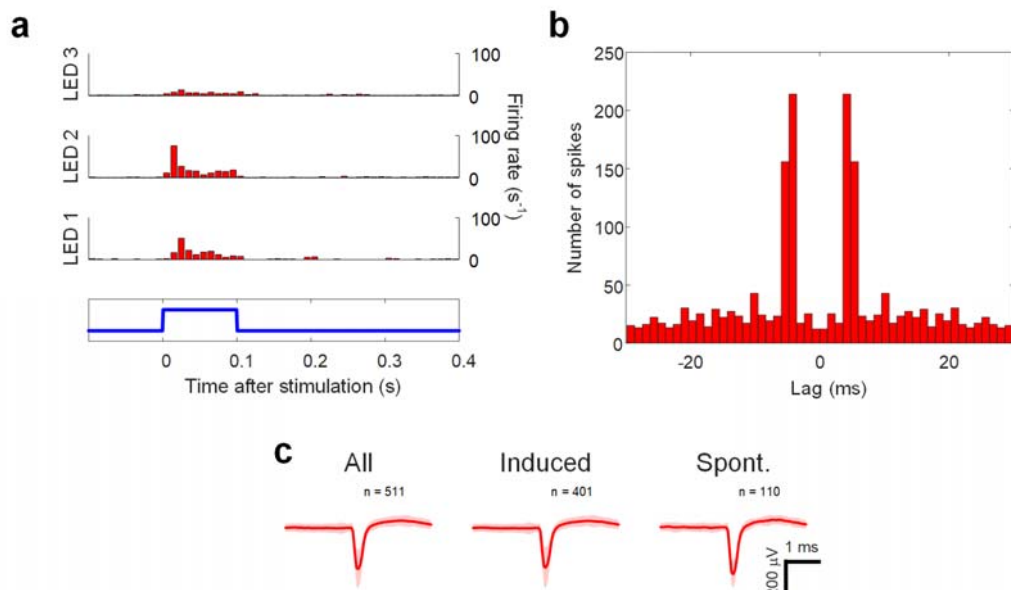 a
LED 3
100
0
LED 2
100
0
LED 1
100
0
Firing rate (s⁻¹)
0 0.1 0.2 0.3 0.4
Time after stimulation (s)
b
250
200
150
100
50
0
Number of spikes
-20 0 20
Lag (ms)
c
All Induced Spont.
n = 511 n = 401 n = 110
1 ms
µV